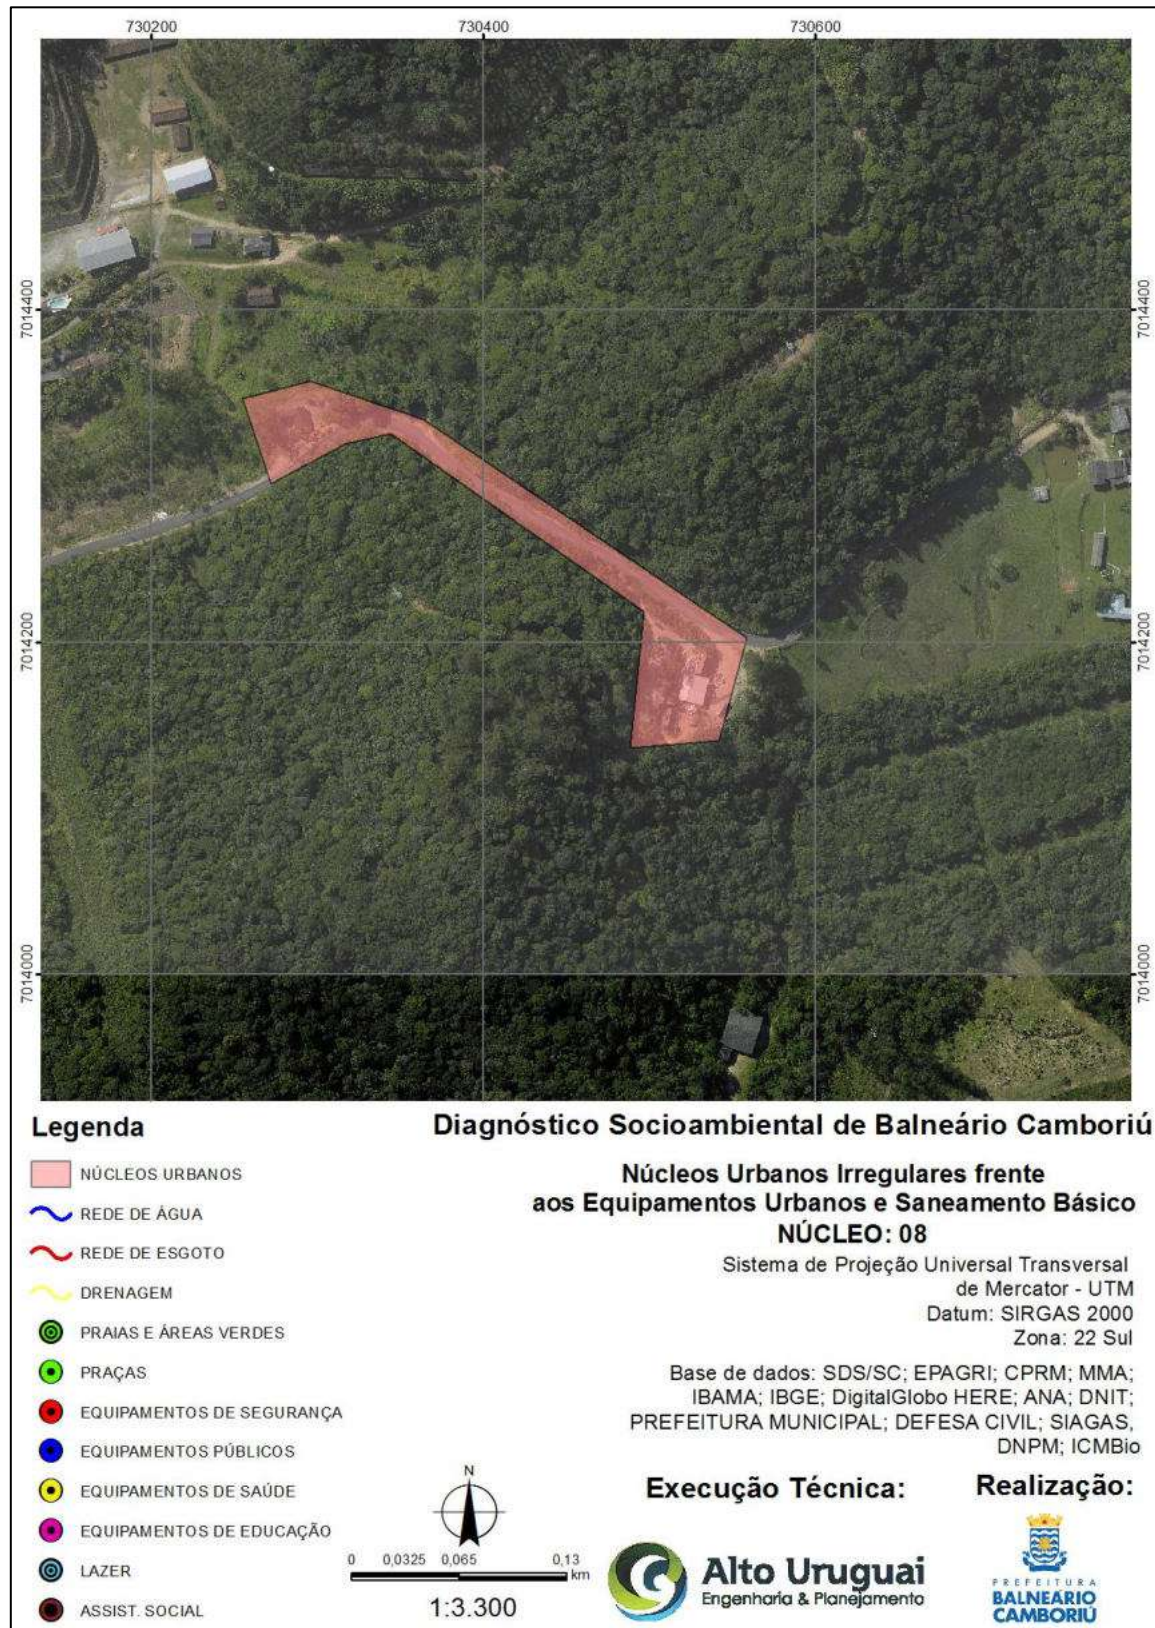 730200
730400
730600
7014400
7014400
7014200
7014200
7014000
7014000
Legenda
NÚCLEOS URBANOS
REDE DE ÁGUA
REDE DE ESGOTO
DRENAGEM
PRAIAS E ÁREAS VERDES
PRAÇAS
EQUIPAMENTOS DE SEGURANÇA
EQUIPAMENTOS PÚBLICOS
EQUIPAMENTOS DE SAÚDE
EQUIPAMENTOS DE EDUCAÇÃO
LAZER
ASSIST. SOCIAL
N
0 0,0325 0,065 0,13
km
1:3.300
Diagnóstico Socioambiental de Balneário Camboriú
Núcleos Urbanos Irregulares frente
aos Equipamentos Urbanos e Saneamento Básico
NÚCLEO: 08
Sistema de Projeção Universal Transversal
de Mercator - UTM
Datum: SIRGAS 2000
Zona: 22 Sul
Base de dados: SDS/SC; EPAGRI; CPRM; MMA;
IBAMA; IBGE; DigitalGlobo HERE; ANA; DNIT;
PREFEITURA MUNICIPAL; DEFESA CIVIL; SIAGAS,
DNPM; ICMBio
Execução Técnica:
Alto Uruguai
Engenharia & Planejamento
Realização:
PREFEITURA
BALNEÁRIO
CAMBORIÚ